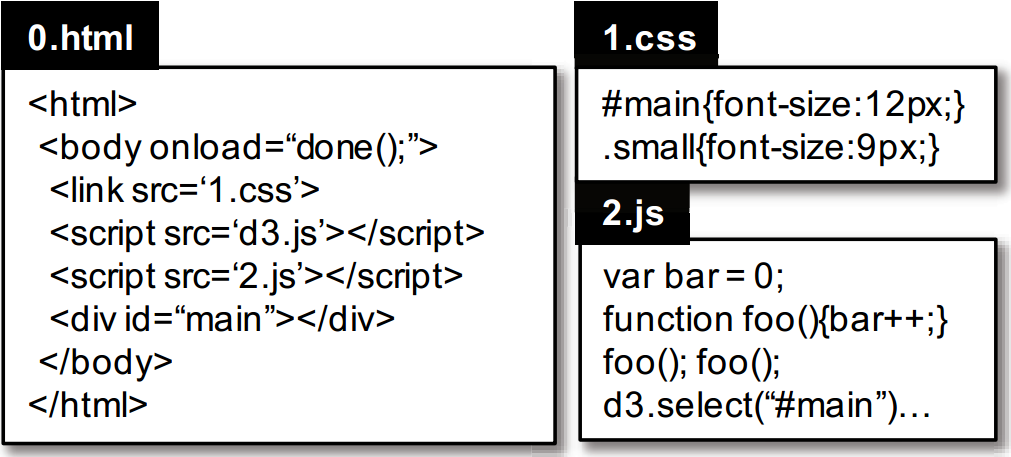 0.html
<html>
<body onload=“done();”>
<link src=‘1.css’>
<script src=‘d3.js’></script>
<script src=‘2.js’></script>
<div id=“main”></div>
</body>
</html>
1.css
#main{font-size:12px;}
.small{font-size:9px;}
2.js
var bar = 0;
function foo(){bar++;}
foo(); foo();
d3.select(“#main”)…